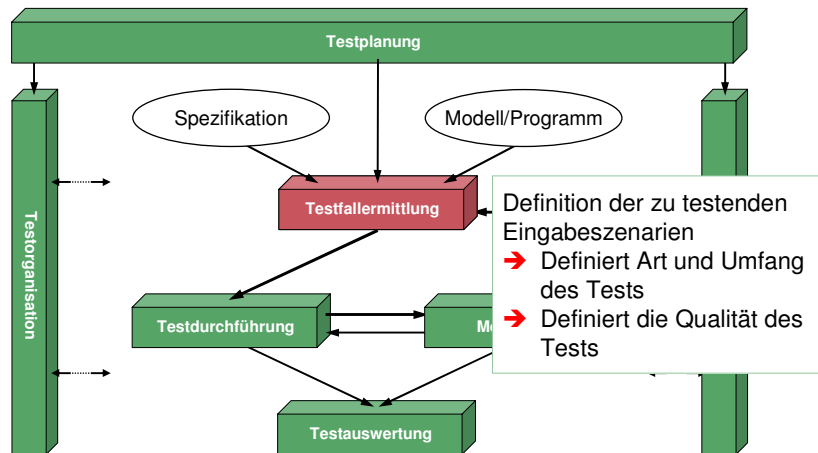 Testplanung
Spezifikation
Modell/Programm
Testfallermittlung
Testorganisation
Definition der zu testenden
Eingabeszenarien
➔ Definiert Art und Umfang
des Tests
➔ Definiert die Qualität des
Tests
Testdurchführung
Testauswertung